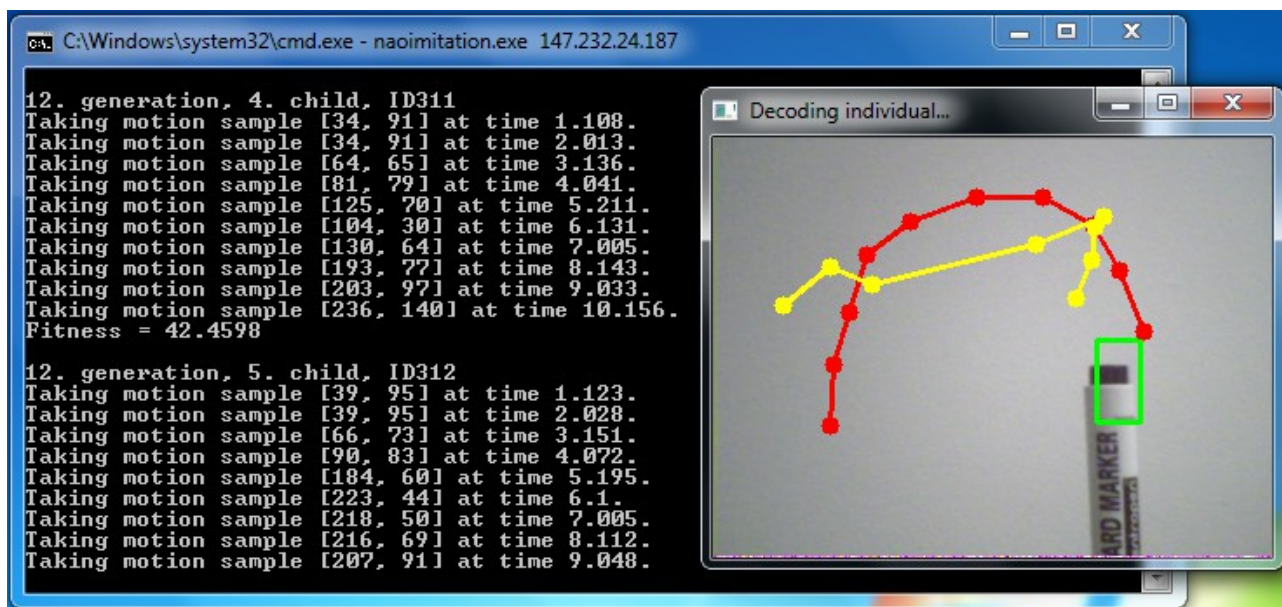 C:\Windows\system32\cmd.exe - naoimitation.exe 147.232.24.187
12. generation, 4. child, ID311
Taking motion sample [34, 91] at time 1.108.
Taking motion sample [34, 91] at time 2.013.
Taking motion sample [64, 65] at time 3.136.
Taking motion sample [81, 79] at time 4.041.
Taking motion sample [125, 70] at time 5.211.
Taking motion sample [104, 30] at time 6.131.
Taking motion sample [130, 64] at time 7.005.
Taking motion sample [193, 77] at time 8.143.
Taking motion sample [203, 97] at time 9.033.
Taking motion sample [236, 140] at time 10.156.
Fitness = 42.4598
12. generation, 5. child, ID312
Taking motion sample [39, 95] at time 1.123.
Taking motion sample [39, 95] at time 2.028.
Taking motion sample [66, 73] at time 3.151.
Taking motion sample [90, 83] at time 4.072.
Taking motion sample [184, 60] at time 5.195.
Taking motion sample [223, 44] at time 6.1.
Taking motion sample [218, 50] at time 7.005.
Taking motion sample [216, 69] at time 8.112.
Taking motion sample [207, 91] at time 9.048.
Decoding individual...
ARD MARKER